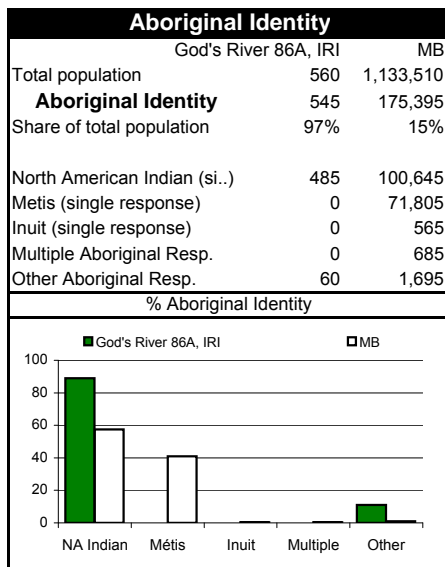 Aboriginal Identity
God's River 86A, IRI MB
Total population 560 1,133,510
Aboriginal Identity 545 175,395
Share of total population 97% 15%
North American Indian (si..) 485 100,645
Metis (single response) 0 71,805
Inuit (single response) 0 565
Multiple Aboriginal Resp. 0 685
Other Aboriginal Resp. 60 1,695
% Aboriginal Identity
God's River 86A, IRI MB
100
80
60
40
20
0
NA Indian Métis Inuit Multiple Other